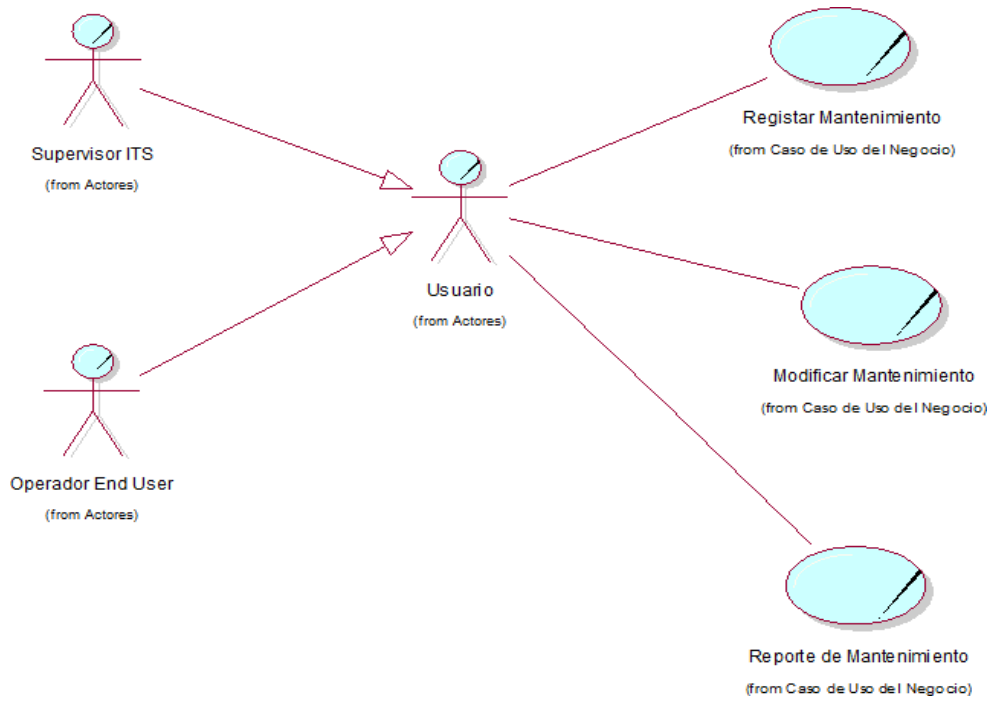 Supervisor ITS
(from Actores)
Registar Mantenimiento
(from Caso de Uso del Negocio)
Usuario
(from Actores)
Modificar Mantenimiento
(from Caso de Uso del Negocio)
Operador End User
(from Actores)
Reporte de Mantenimiento
(from Caso de Uso del Negocio)